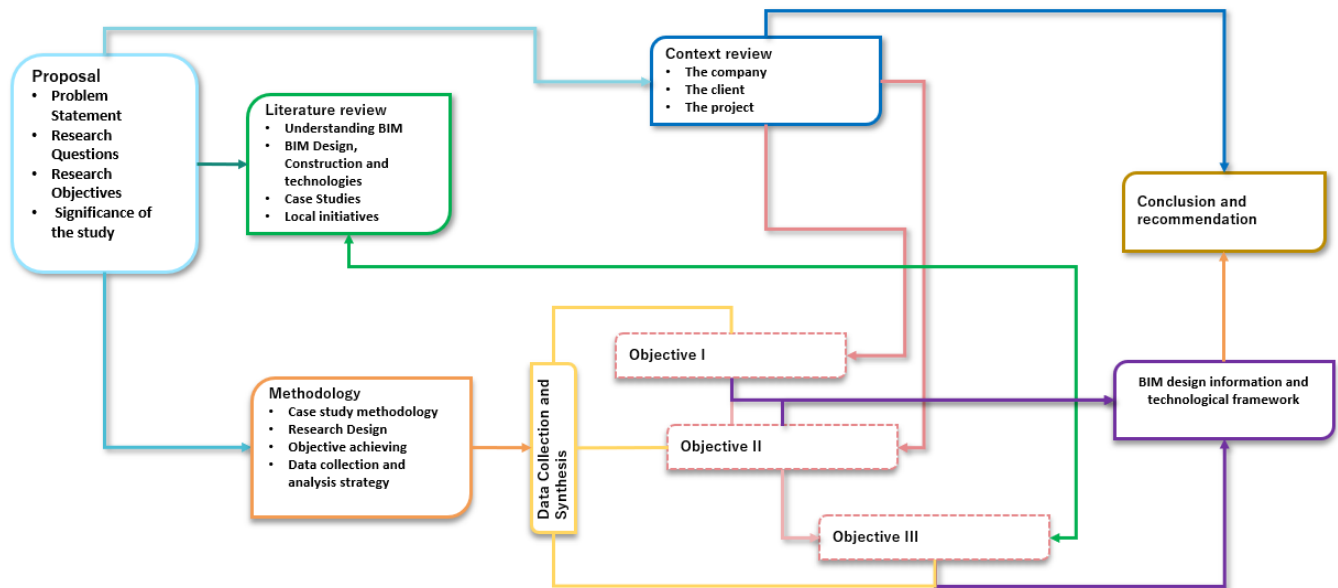 Proposal
• Problem
Statement
• Research
Questions
• Research
Objectives
• Significance of
the study
Literature review
• Understanding BIM
• BIM Design,
Construction and
technologies
• Case Studies
• Local initiatives
Context review
• The company
• The client
• The project
Conclusion and
recommendation
Methodology
• Case study methodology
• Research Design
• Objective achieving
• Data collection and
analysis strategy
Data Collection and
Synthesis
Objective I
Objective II
Objective III
BIM design information and
technological framework